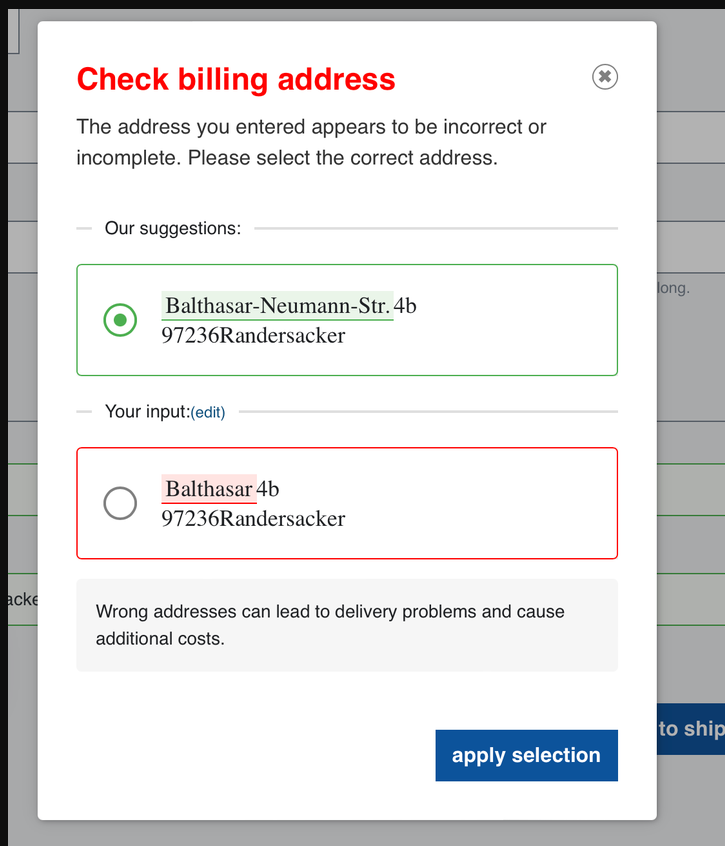 Check billing address
The address you entered appears to be incorrect or
incomplete. Please select the correct address.
Our suggestions:
Balthasar-Neumann-Str. 4b
97236Randersacker
long.
Your input:(edit)
Balthasar 4b
97236Randersacker
Wrong addresses can lead to delivery problems and cause
additional costs.
to ship
apply selection